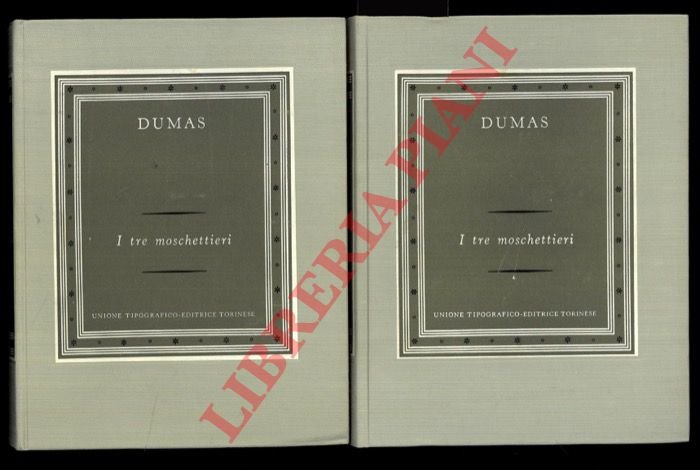 DUMAS
I tre moschettieri
UNIONE TIPOGRAFICO-EDITRICE TORINESE
DUMAS
I tre moschettieri
UNIONE TIPOGRAFICO-EDITRICE TORINESE
LIBRERIA PIANI